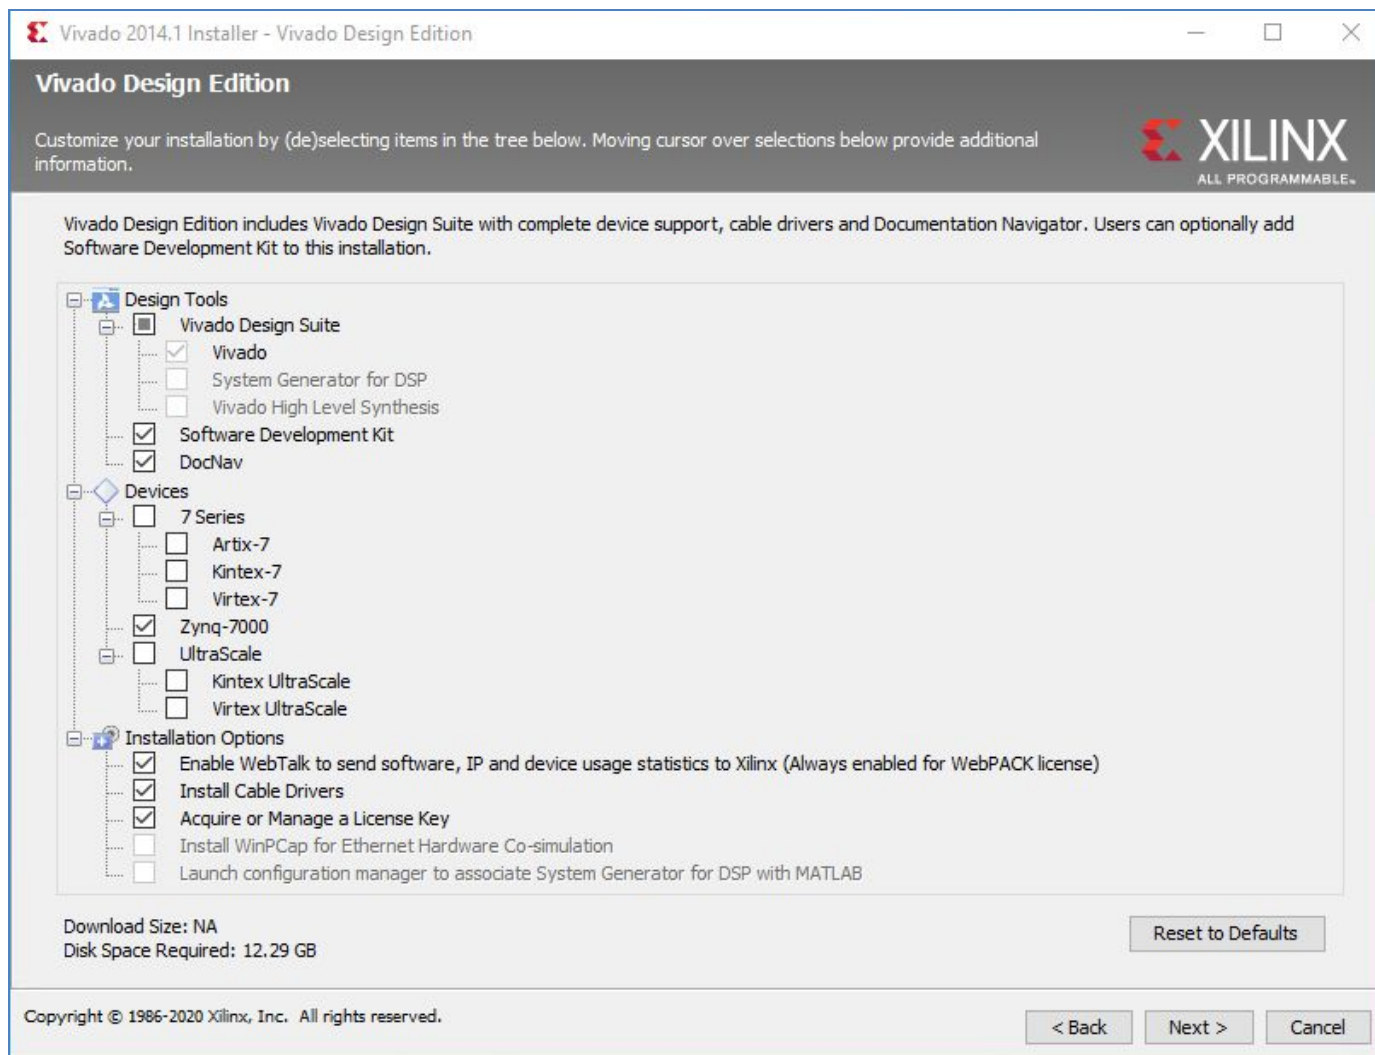 Vivado 2014.1 Installer - Vivado Design Edition
Vivado Design Edition
Customize your installation by (de)selecting items in the tree below. Moving cursor over selections below provide additional
information.
XILINX
ALL PROGRAMMABLE™
Vivado Design Edition includes Vivado Design Suite with complete device support, cable drivers and Documentation Navigator. Users can optionally add
Software Development Kit to this installation.
Design Tools
Vivado Design Suite
Vivado
System Generator for DSP
Vivado High Level Synthesis
Software Development Kit
DocNav
Devices
7 Series
Artix-7
Kintex-7
Virtex-7
Zynq-7000
UltraScale
Kintex UltraScale
Virtex UltraScale
Installation Options
Enable WebTalk to send software, IP and device usage statistics to Xilinx (Always enabled for WebPACK license)
Install Cable Drivers
Acquire or Manage a License Key
Install WinPCap for Ethernet Hardware Co-simulation
Launch configuration manager to associate System Generator for DSP with MATLAB
Download Size: NA
Disk Space Required: 12.29 GB
Reset to Defaults
Copyright © 1986-2020 Xilinx, Inc. All rights reserved.
< Back
Next >
Cancel